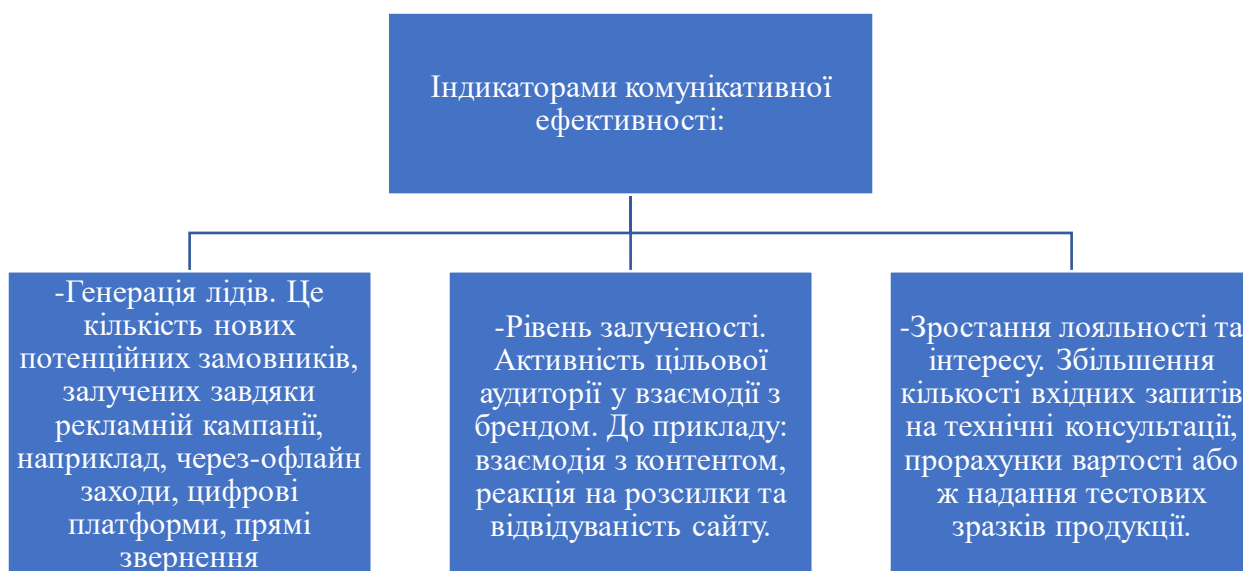 Індикаторами комунікативної
ефективності:
-Генерація лідів. Це
кількість нових
потенційних замовників,
залучених завдяки
рекламній кампанії,
наприклад, через-офлайн
заходи, цифрові
платформи, прямі
звернення
-Рівень залученості.
Активність цільової
аудиторії у взаємодії з
брендом. До прикладу:
взаємодія з контентом,
реакція на розсилки та
відвідуваність сайту.
-Зростання лояльності та
інтересу. Збільшення
кількості вхідних запитів
на технічні консультації,
прорахунки вартості або
ж надання тестових
зразків продукції.